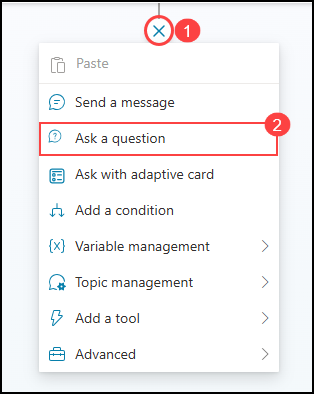 1
Paste
Send a message
2
Ask a question
Ask with adaptive card
Add a condition
Variable management
Topic management
Add a tool
Advanced